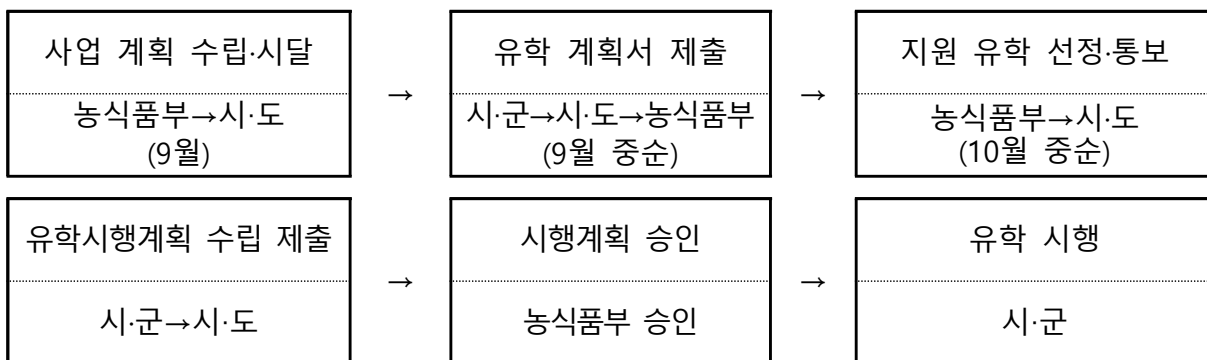 사업 계획 수립·시달
농식품부→시·도
(9월)
→
유학 계획서 제출
시·군→시·도→농식품부
(9월 중순)
→
지원 유학 선정·통보
농식품부→시·도
(10월 중순)
유학시행계획 수립 제출
시·군→시·도
→
시행계획 승인
농식품부 승인
→
유학 시행
시·군